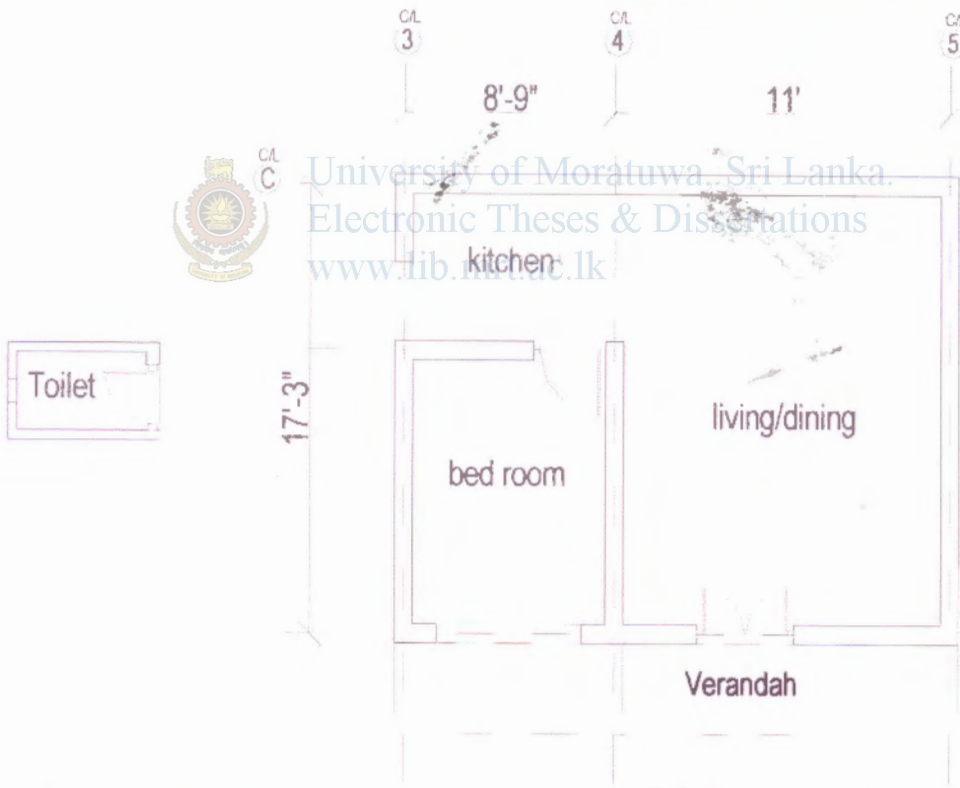 C/L C/L C/L
3 4 5
8'-9" 11'
C/L
C
University of Moratuwa, Sri Lanka.
Electronic Theses & Dissertations
www.lib.mrt.ac.lk
kitchen
Toilet
17'-3"
living/dining
bed room
Verandah